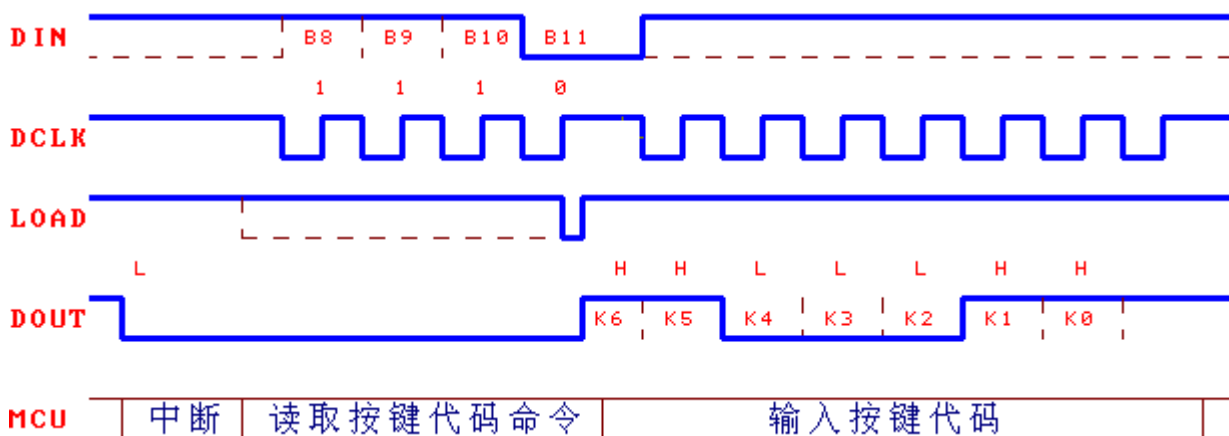 DIN B8 B9 B10 B11
1 1 1 0
DCLK
LOAD
L H H L L L H H
DOUT K6 K5 K4 K3 K2 K1 K0
MCU 中断 读取按键代码命令 输入按键代码